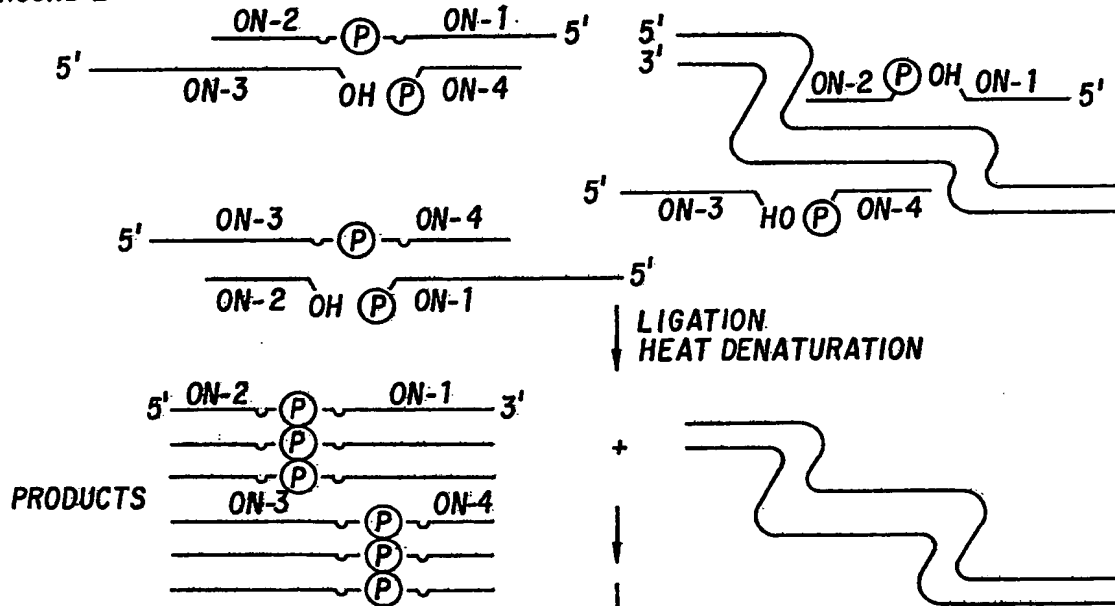 ON-2 P ON-1 5'
5' ON-3 OH P ON-4
5'
3'
ON-2 P OH ON-1 5'
5' ON-3 HO P ON-4
5' ON-3 P ON-4
5'
ON-2 OH P ON-1
LIGATION
HEAT DENATURATION
5' ON-2 P ON-1 3'
P
P
PRODUCTS
ON-3 P ON-4
P
P
+